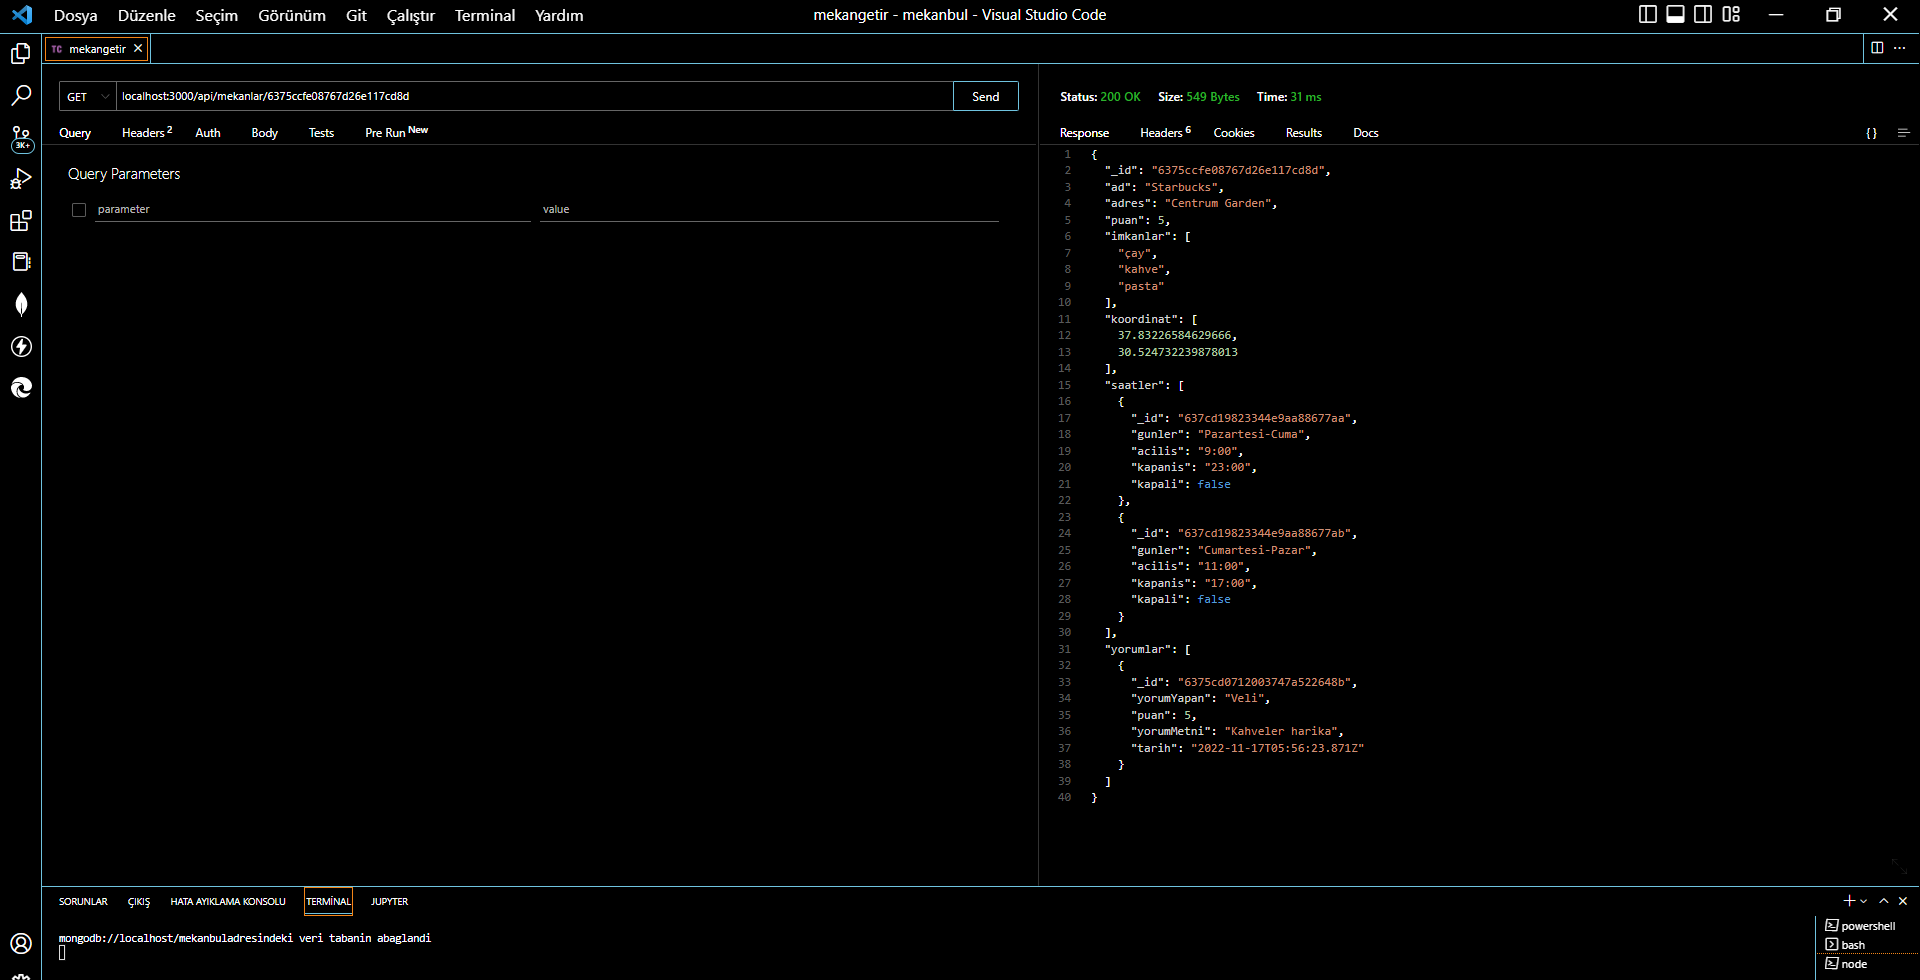 Dosya Düzenle Seçim Görünüm Git Çalıştır Terminal Yardım
mekangetir - mekanbul - Visual Studio Code
TC mekangetir
GET localhost:3000/api/mekanlar/6375ccfe08767d26e117cd8d Send
Query Headers 2 Auth Body Tests Pre Run New
3K+
Query Parameters
parameter value
Status: 200 OK Size: 549 Bytes Time: 31 ms
Response Headers 6 Cookies Results Docs {}
1 {
2 "_id": "6375ccfe08767d26e117cd8d",
3 "ad": "Starbucks",
4 "adres": "Centrum Garden",
5 "puan": 5,
6 "imkanlar": [
7 "çay",
8 "kahve",
9 "pasta"
10 ],
11 "koordinat": [
12 37.83226584629666,
13 30.524732239878013
14 ],
15 "saatler": [
16 {
17 "_id": "637cd19823344e9aa88677aa",
18 "gunler": "Pazartesi-Cuma",
19 "acilis": "9:00",
20 "kapanis": "23:00",
21 "kapali": false
22 },
23 {
24 "_id": "637cd19823344e9aa88677ab",
25 "gunler": "Cumartesi-Pazar",
26 "acilis": "11:00",
27 "kapanis": "17:00",
28 "kapali": false
29 }
30 ],
31 "yorumlar": [
32 {
33 "_id": "6375cd0712003747a522648b",
34 "yorumYapan": "Veli",
35 "puan": 5,
36 "yorumMetni": "Kahveler harika",
37 "tarih": "2022-11-17T05:56:23.871Z"
38 }
39 ]
40 }
SORUNLAR ÇIKIŞ HATA AYIKLAMA KONSOLU TERMİNAL JUPYTER
mongodb://localhost/mekanbuladresindeki veri tabanin abaglandi
powershell
bash
node